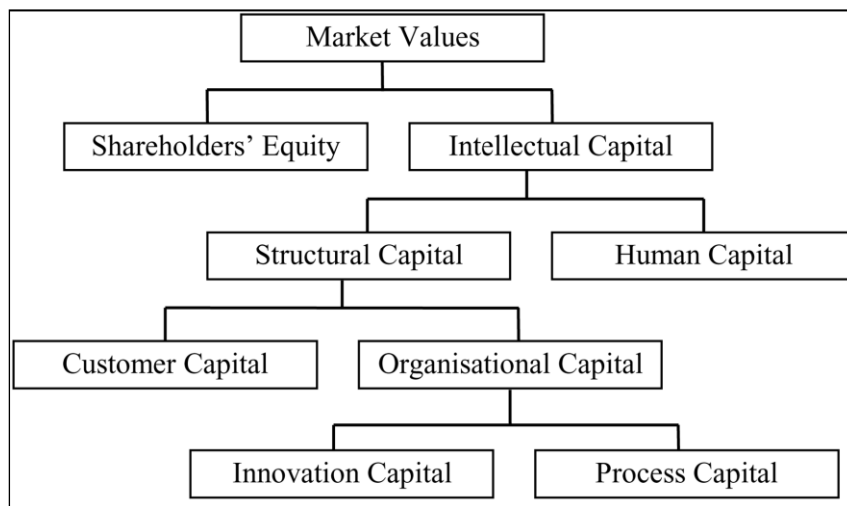 Market Values
Shareholders’ Equity
Intellectual Capital
Structural Capital
Human Capital
Customer Capital
Organisational Capital
Innovation Capital
Process Capital